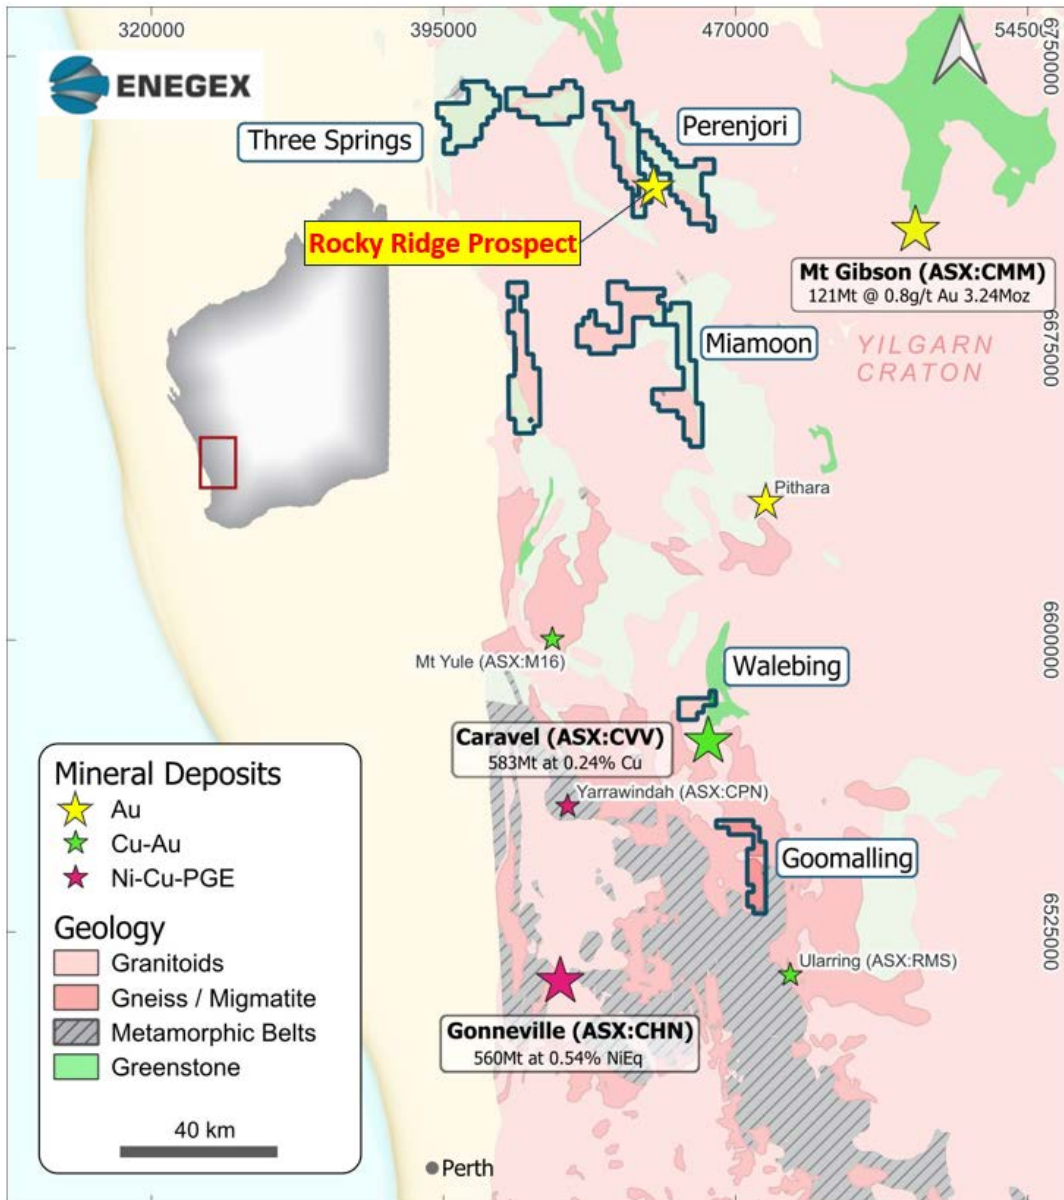 320000
395000
470000
545000
6750000
ENEGEX
Three Springs
Perenjori
Rocky Ridge Prospect
Mt Gibson (ASX:CMM)
121Mt @ 0.8g/t Au 3.24Moz
Miamoon
YILGARN
CRATON
6675000
Pithara
6600000
Mt Yule (ASX:M16)
Walebing
Caravel (ASX:CVV)
583Mt at 0.24% Cu
Yarrawindah (ASX:CPN)
Goomalling
6525000
Ularring (ASX:RMS)
Gonneville (ASX:CHN)
560Mt at 0.54% NiEq
Mineral Deposits
Au
Cu-Au
Ni-Cu-PGE
Geology
Granitoids
Gneiss / Migmatite
Metamorphic Belts
Greenstone
40 km
Perth